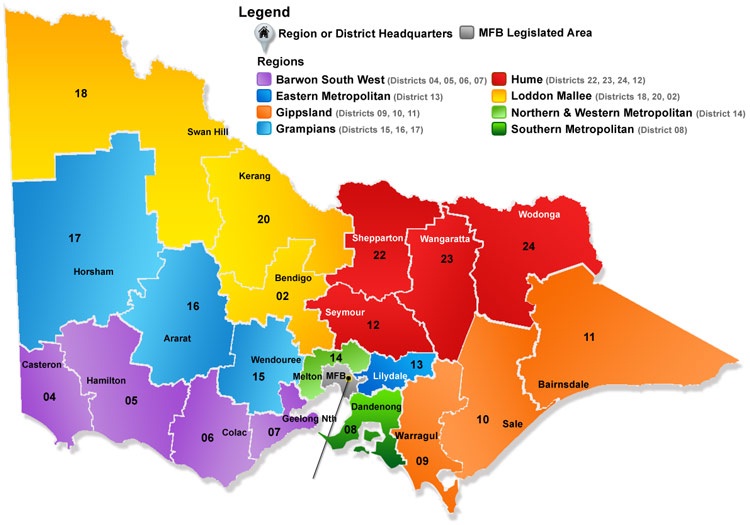 Legend
Region or District Headquarters
MFB Legislated Area
Regions
Barwon South West (Districts 04, 05, 06, 07)
Hume (Districts 22, 23, 24, 12)
Eastern Metropolitan (District 13)
Loddon Mallee (Districts 18, 20, 02)
Gippsland (Districts 09, 10, 11)
Northern & Western Metropolitan (District 14)
Grampians (Districts 15, 16, 17)
Southern Metropolitan (District 08)
18
Swan Hill
Kerang
20
Wodonga
17
Shepparton
Wangaratta
24
22
23
Horsham
Bendigo
02
16
Seymour
12
11
Ararat
Wendouree
14
13
Casteron
Melton
MFB
Lilydale
15
Hamilton
Bairnsdale
04
05
Dandenong
Geelong Nth
10
Sale
06
Colac
07
08
Warragul
09